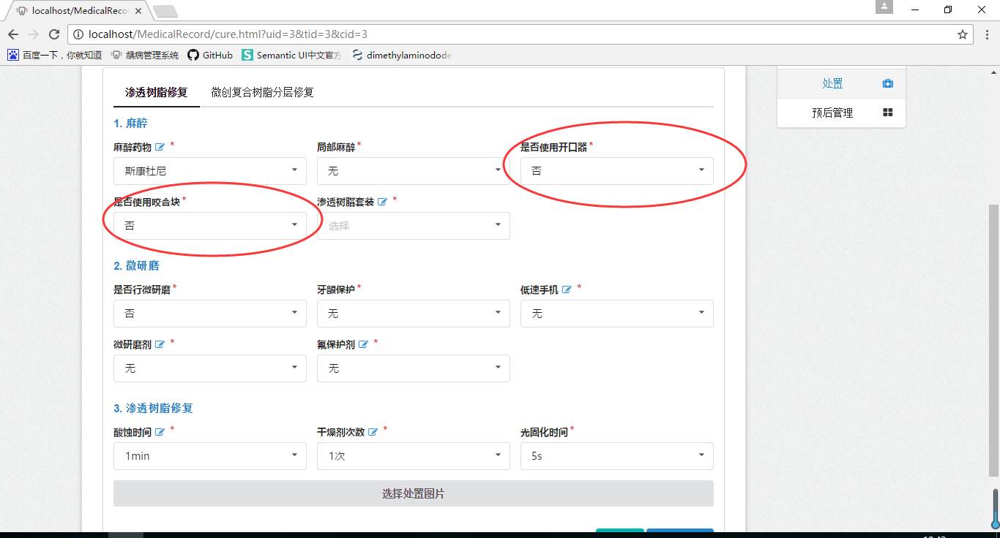 localhost/MedicalReco
localhost/MedicalRecord/cure.html?uid=3&tid=3&cid=3
百度一下，你就知道 龋病管理系统 GitHub Semantic UI中文官方 dimethylaminodode
渗透树脂修复 微创复合树脂分层修复
处置
预后管理
1. 麻醉
麻醉药物 * 局部麻醉 * 是否使用开口器 *
斯康杜尼 无 否
是否使用咬合块 * 渗透树脂套装 *
否 选择
2. 微研磨
是否行微研磨 * 牙龈保护 * 低速手机 *
否 无 无
微研磨剂 * 氟保护剂 *
无 无
3. 渗透树脂修复
酸蚀时间 * 干燥剂次数 * 光固化时间 *
1min 1次 5s
选择处置图片